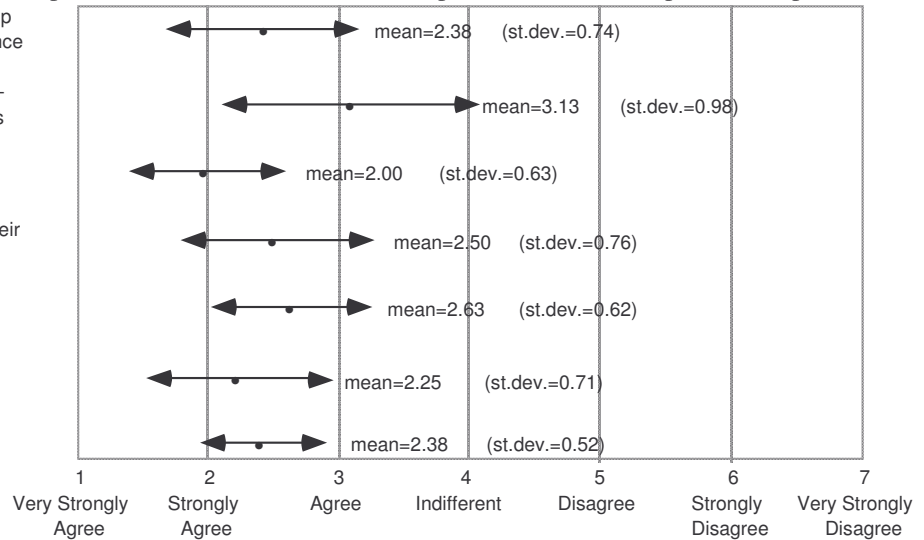 p
nce
mean=2.38 (st.dev.=0.74)
-
s
mean=3.13 (st.dev.=0.98)
mean=2.00 (st.dev.=0.63)
eir
mean=2.50 (st.dev.=0.76)
mean=2.63 (st.dev.=0.62)
mean=2.25 (st.dev.=0.71)
mean=2.38 (st.dev.=0.52)
1 2 3 4 5 6 7
Very Strongly Strongly Agree Indifferent Disagree Strongly Very Strongly
Agree Agree Disagree Disagree